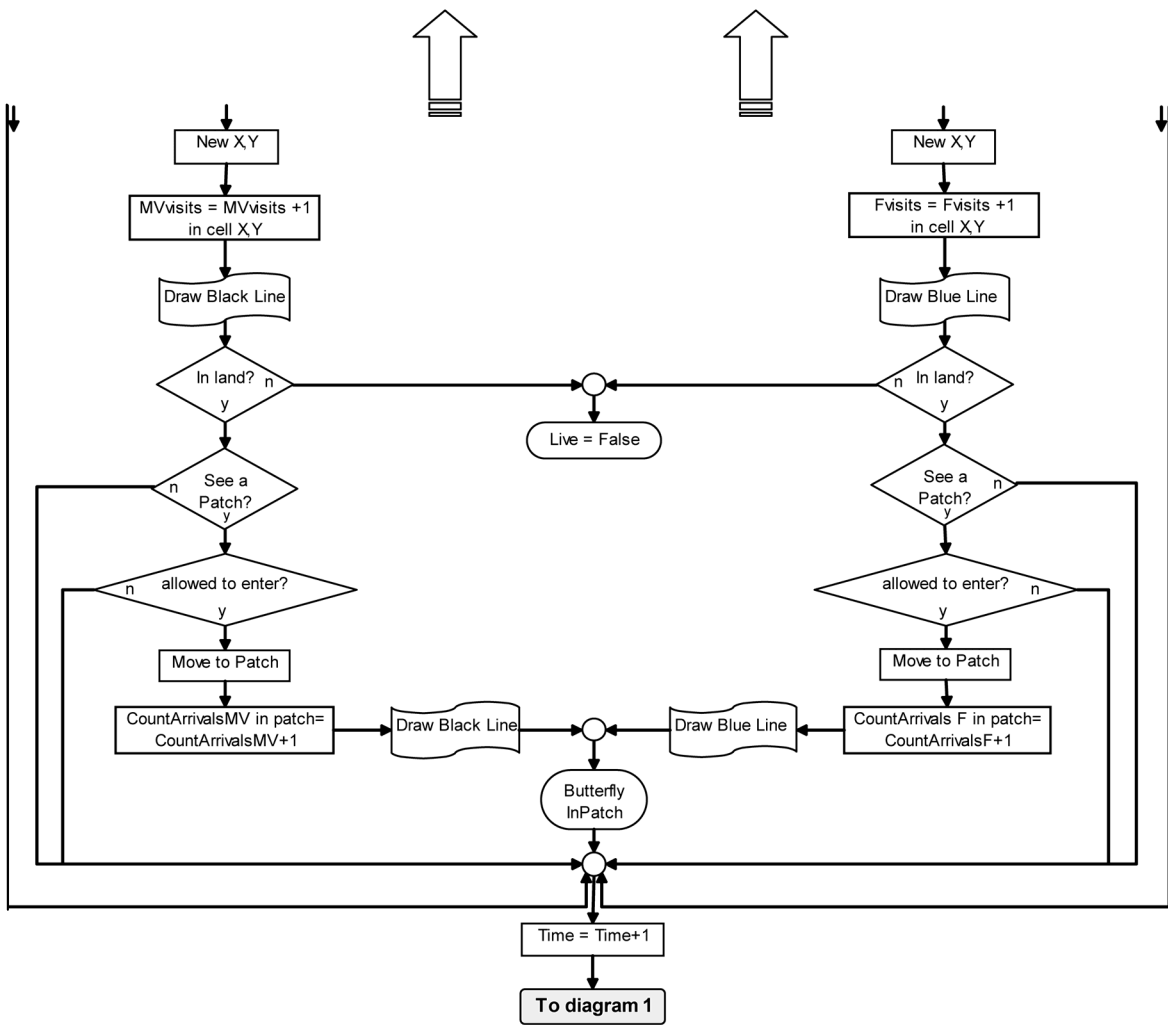 New X,Y
MVvisits = MVvisits +1
in cell X,Y
Draw Black Line
In land?
n
y
See a
Patch?
n
y
allowed to enter?
n
y
Move to Patch
CountArrivalsMV in patch=
CountArrivalsMV+1
Draw Black Line
New X,Y
Fvisits = Fvisits +1
in cell X,Y
Draw Blue Line
In land?
n
y
See a
Patch?
n
y
allowed to enter?
n
y
Move to Patch
CountArrivals F in patch=
CountArrivalsF+1
Draw Blue Line
Live = False
Butterfly
InPatch
Time = Time+1
To diagram 1